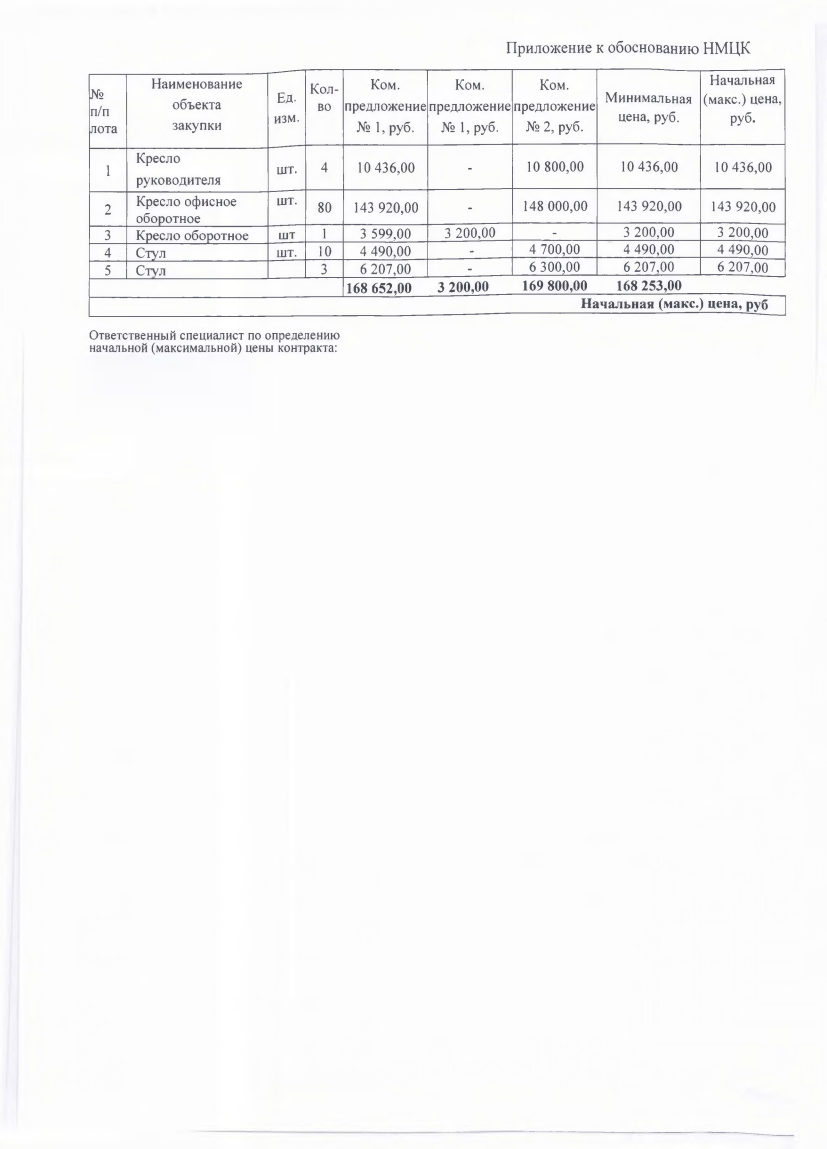 Приложение к обоснованию НМЦК
№ п/п лота | Наименование объекта закупки | Ед. изм. | Кол-во | Ком. предложение № 1, руб. | Ком. предложение № 1, руб. | Ком. предложение № 2, руб. | Минимальная цена, руб. | Начальная (макс.) цена, руб.
1 | Кресло руководителя | шт. | 4 | 10 436,00 | - | 10 800,00 | 10 436,00 | 10 436,00
2 | Кресло офисное оборотное | шт. | 80 | 143 920,00 | - | 148 000,00 | 143 920,00 | 143 920,00
3 | Кресло оборотное | шт | 1 | 3 599,00 | 3 200,00 | - | 3 200,00 | 3 200,00
4 | Стул | шт. | 10 | 4 490,00 | - | 4 700,00 | 4 490,00 | 4 490,00
5 | Стул | | 3 | 6 207,00 | - | 6 300,00 | 6 207,00 | 6 207,00
168 652,00 | 3 200,00 | 169 800,00 | 168 253,00
Начальная (макс.) цена, руб
Ответственный специалист по определению
начальной (максимальной) цены контракта: